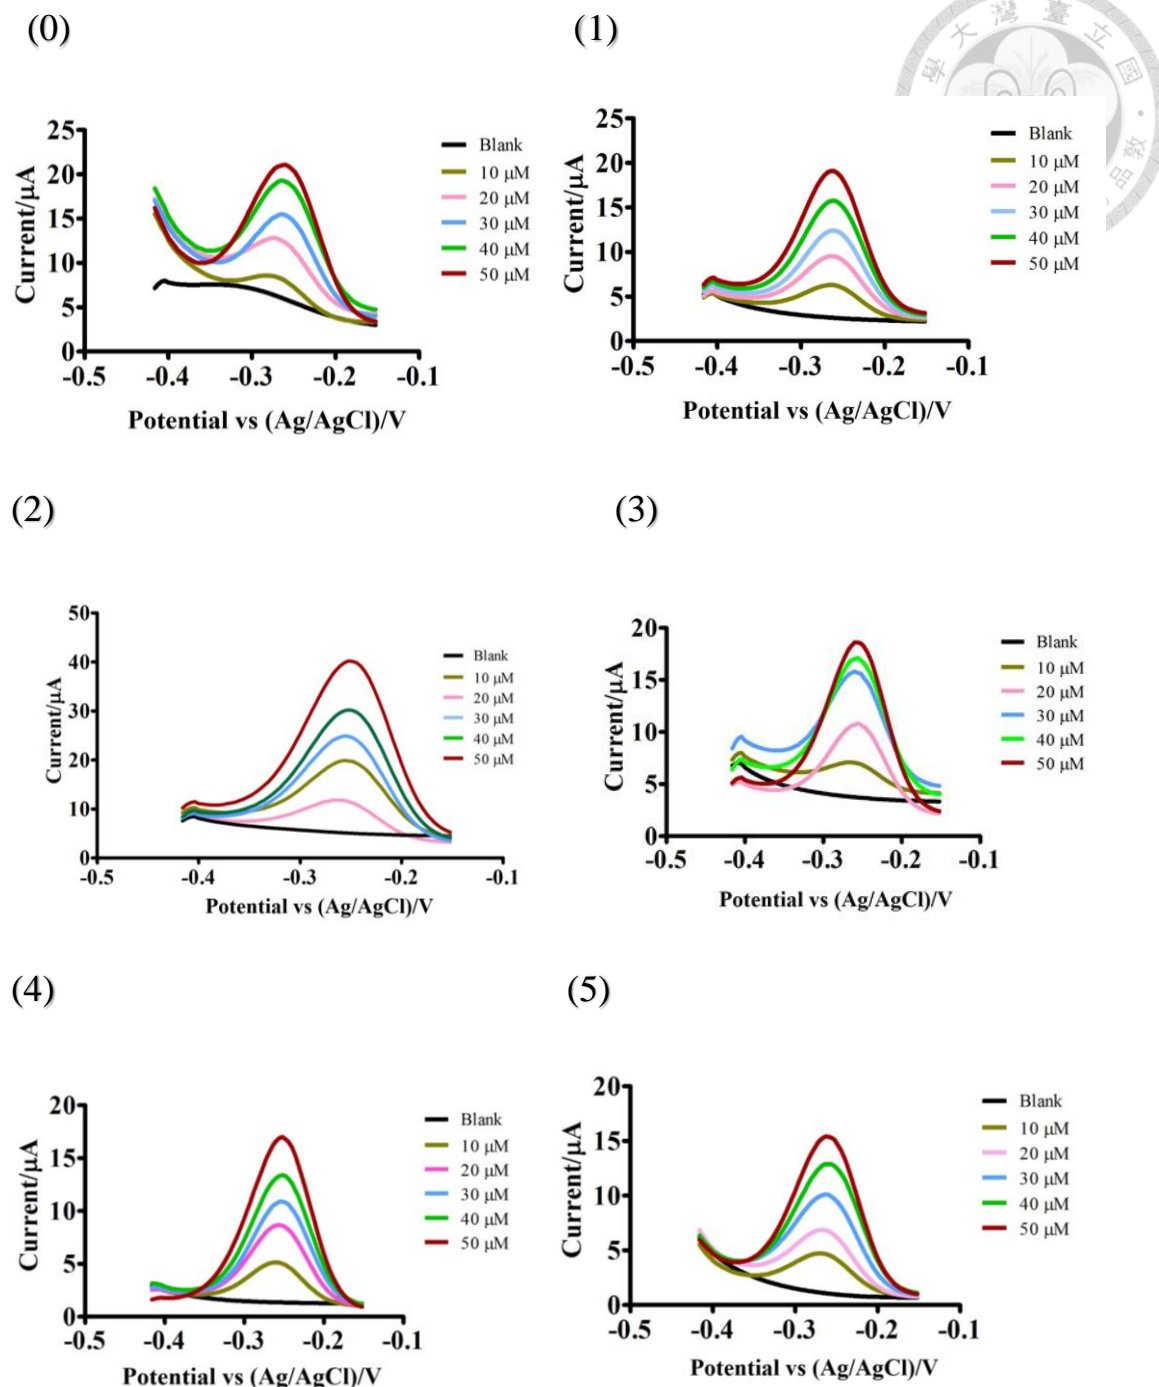 (0)
25
20
15
10
5
0
-0.5 -0.4 -0.3 -0.2 -0.1
Current/μA
Potential vs (Ag/AgCl)/V
Blank
10 μM
20 μM
30 μM
40 μM
50 μM
(1)
25
20
15
10
5
0
-0.5 -0.4 -0.3 -0.2 -0.1
Current/μA
Potential vs (Ag/AgCl)/V
Blank
10 μM
20 μM
30 μM
40 μM
50 μM
(2)
50
40
30
20
10
0
-0.5 -0.4 -0.3 -0.2 -0.1
Current/μA
Potential vs (Ag/AgCl)/V
Blank
10 μM
20 μM
30 μM
40 μM
50 μM
(3)
20
15
10
5
0
-0.5 -0.4 -0.3 -0.2 -0.1
Current/μA
Potential vs (Ag/AgCl)/V
Blank
10 μM
20 μM
30 μM
40 μM
50 μM
(4)
20
15
10
5
0
-0.5 -0.4 -0.3 -0.2 -0.1
Current/μA
Potential vs (Ag/AgCl)/V
Blank
10 μM
20 μM
30 μM
40 μM
50 μM
(5)
20
15
10
5
0
-0.5 -0.4 -0.3 -0.2 -0.1
Current/μA
Potential vs (Ag/AgCl)/V
Blank
10 μM
20 μM
30 μM
40 μM
50 μM
學大灣臺立國
品敦